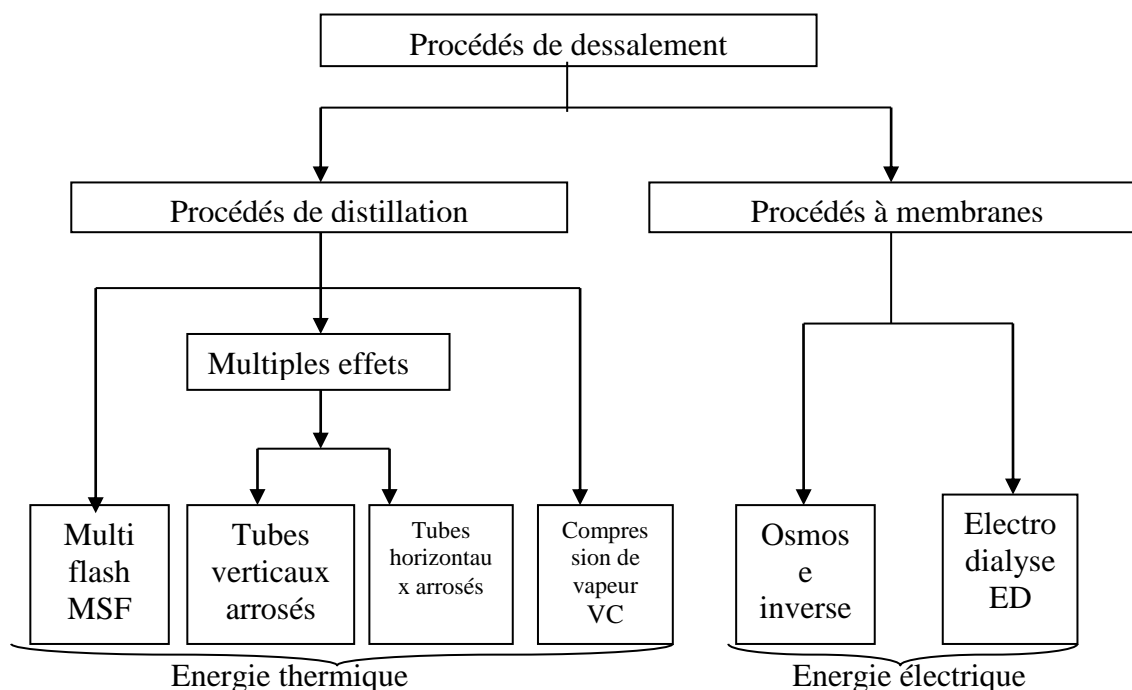 Procédés de dessalement
Procédés de distillation
Procédés à membranes
Multiples effets
Multi
flash
MSF
Tubes
verticaux
arrosés
Tubes
horizontau
x arrosés
Compres
sion de
vapeur
VC
Osmos
e
inverse
Electro
dialyse
ED
Energie thermique
Energie électrique